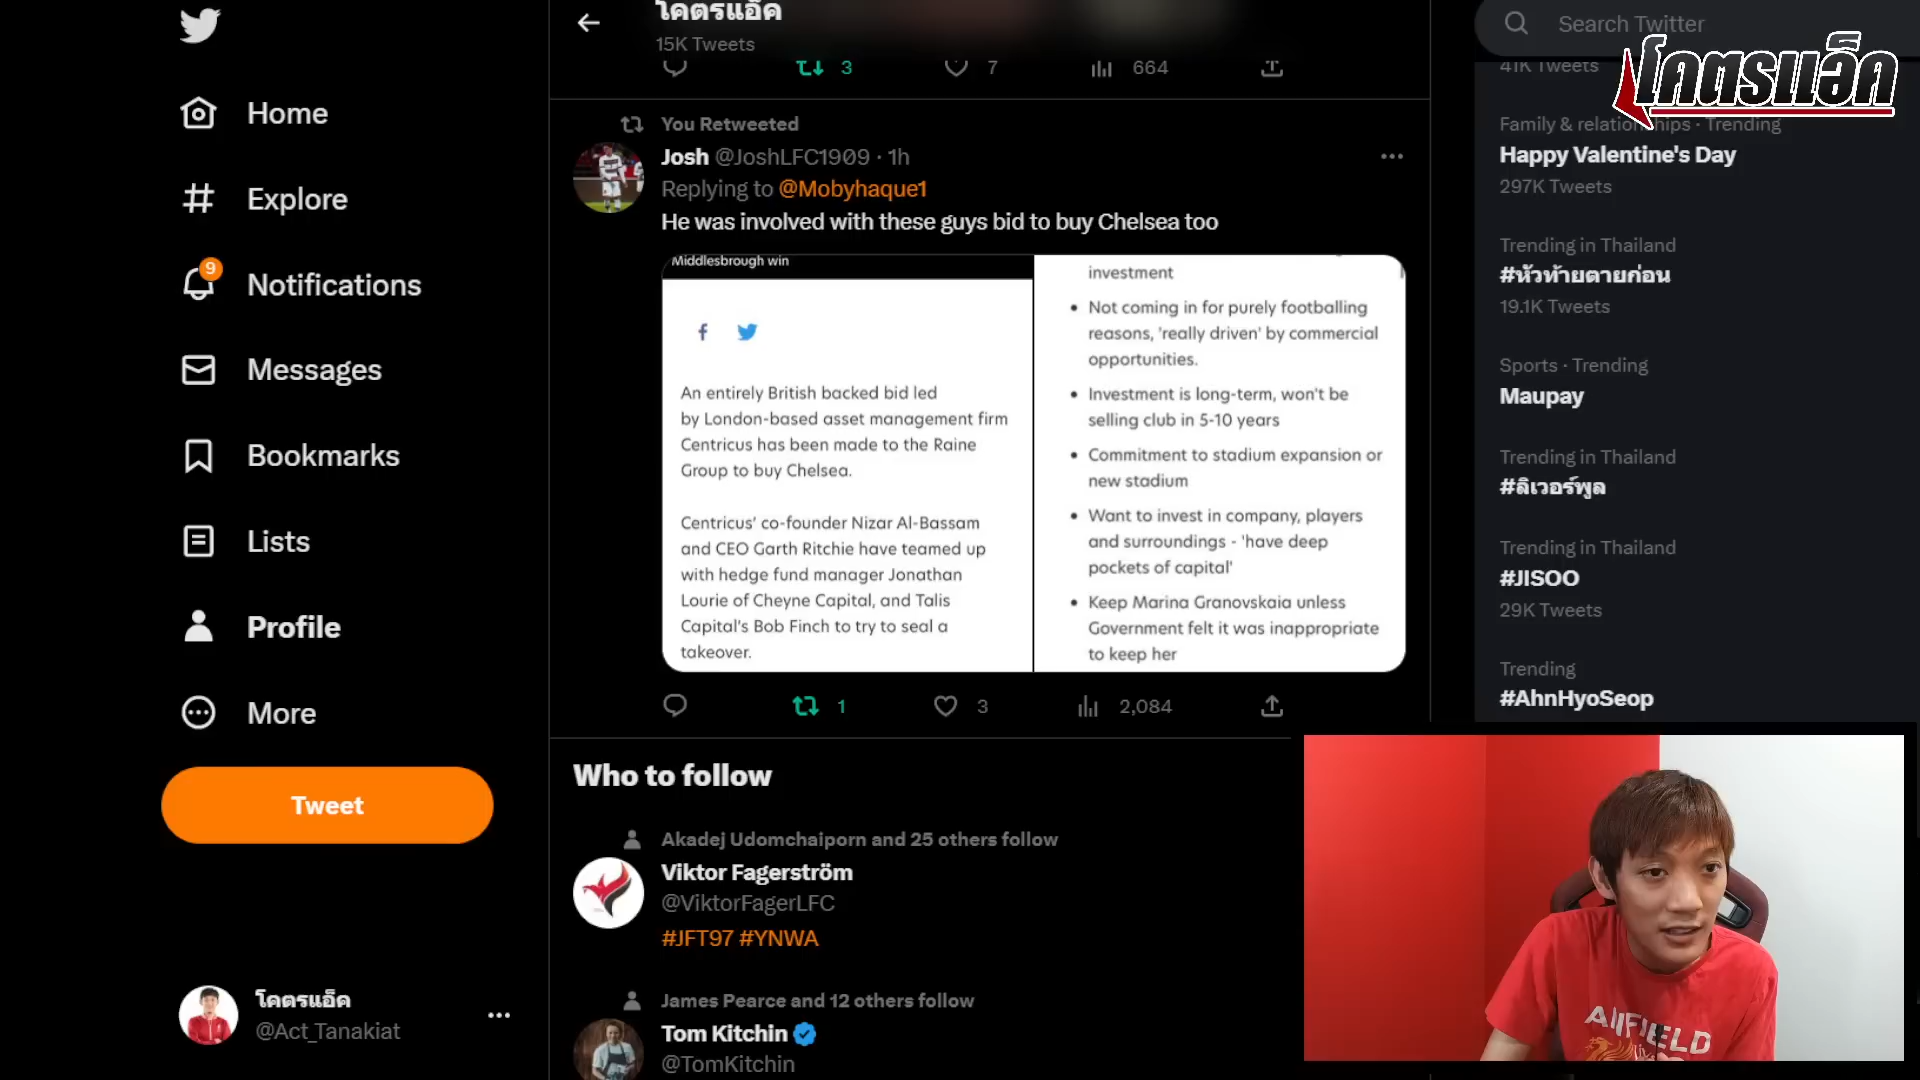 Home
Explore
9
Notifications
Messages
Bookmarks
Lists
Profile
More
Tweet
โคตรแอ็ค
@Act_Tanakiat
โคตรแอ็ค
15K Tweets
3
7
664
You Retweeted
Josh @JoshLFC1909 · 1h
Replying to @Mobyhaque1
He was involved with these guys bid to buy Chelsea too
Middlesbrough win
An entirely British backed bid led
by London-based asset management firm
Centricus has been made to the Raine
Group to buy Chelsea.
Centricus' co-founder Nizar Al-Bassam
and CEO Garth Ritchie have teamed up
with hedge fund manager Jonathan
Lourie of Cheyne Capital, and Talis
Capital's Bob Finch to try to seal a
takeover.
investment
• Not coming in for purely footballing
reasons, 'really driven' by commercial
opportunities.
• Investment is long-term, won't be
selling club in 5-10 years
• Commitment to stadium expansion or
new stadium
• Want to invest in company, players
and surroundings - 'have deep
pockets of capital'
• Keep Marina Granovskaia unless
Government felt it was inappropriate
to keep her
1
3
2,084
Who to follow
Akadej Udomchaiporn and 25 others follow
Viktor Fagerström
@ViktorFagerLFC
#JFT97 #YNWA
James Pearce and 12 others follow
Tom Kitchin
@TomKitchin
Search Twitter
41K Tweets
โคตรแอ็ค
Family & relationships · Trending
Happy Valentine's Day
297K Tweets
Trending in Thailand
#หัวท้ายตายก่อน
19.1K Tweets
Sports · Trending
Maupay
Trending in Thailand
#ลิเวอร์พูล
Trending in Thailand
#JISOO
29K Tweets
Trending
#AhnHyoSeop
ANFIELD